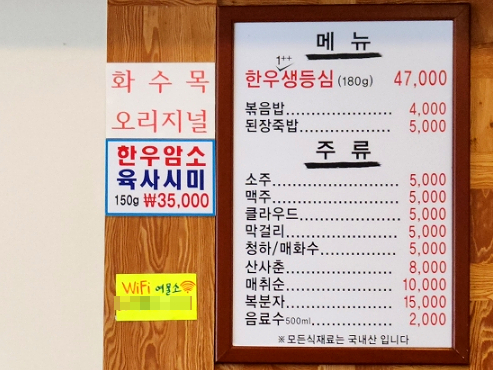 화 수 목
오리지널
한우암소
육사시미
150g ₩35,000
WiFi 어울소
메 뉴
1++
한우생등심 (180g) 47,000
볶음밥 4,000
된장죽밥 5,000
주 류
소주 5,000
맥주 5,000
클라우드 5,000
막걸리 5,000
청하/매화수 5,000
산사춘 8,000
매취순 10,000
복분자 15,000
음료수 500ml 2,000
※ 모든식재료는 국내산 입니다